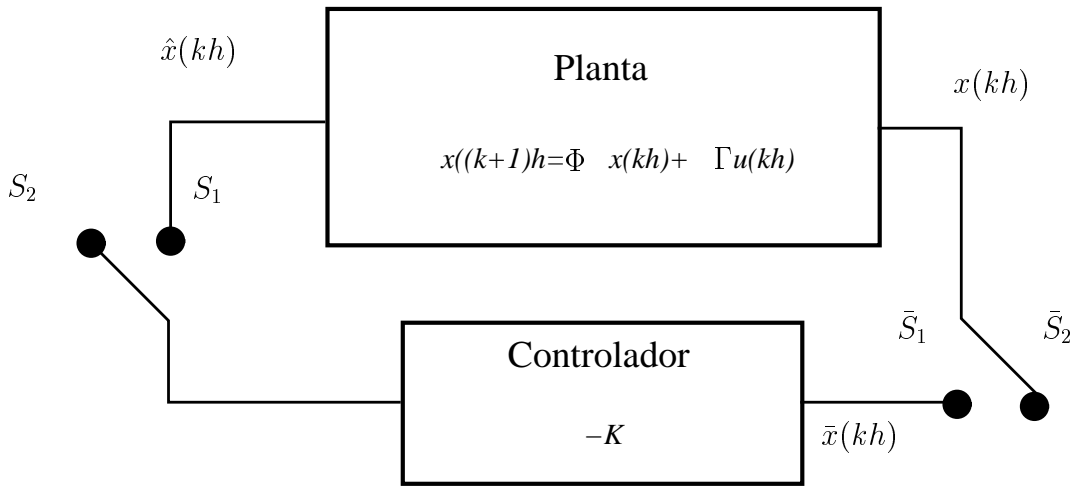 x̂(kh)
Planta
x(kh)
x((k+1)h=Φ x(kh)+ Γu(kh)
S₂
S₁
S̄₁
S̄₂
Controlador
−K
x̄(kh)